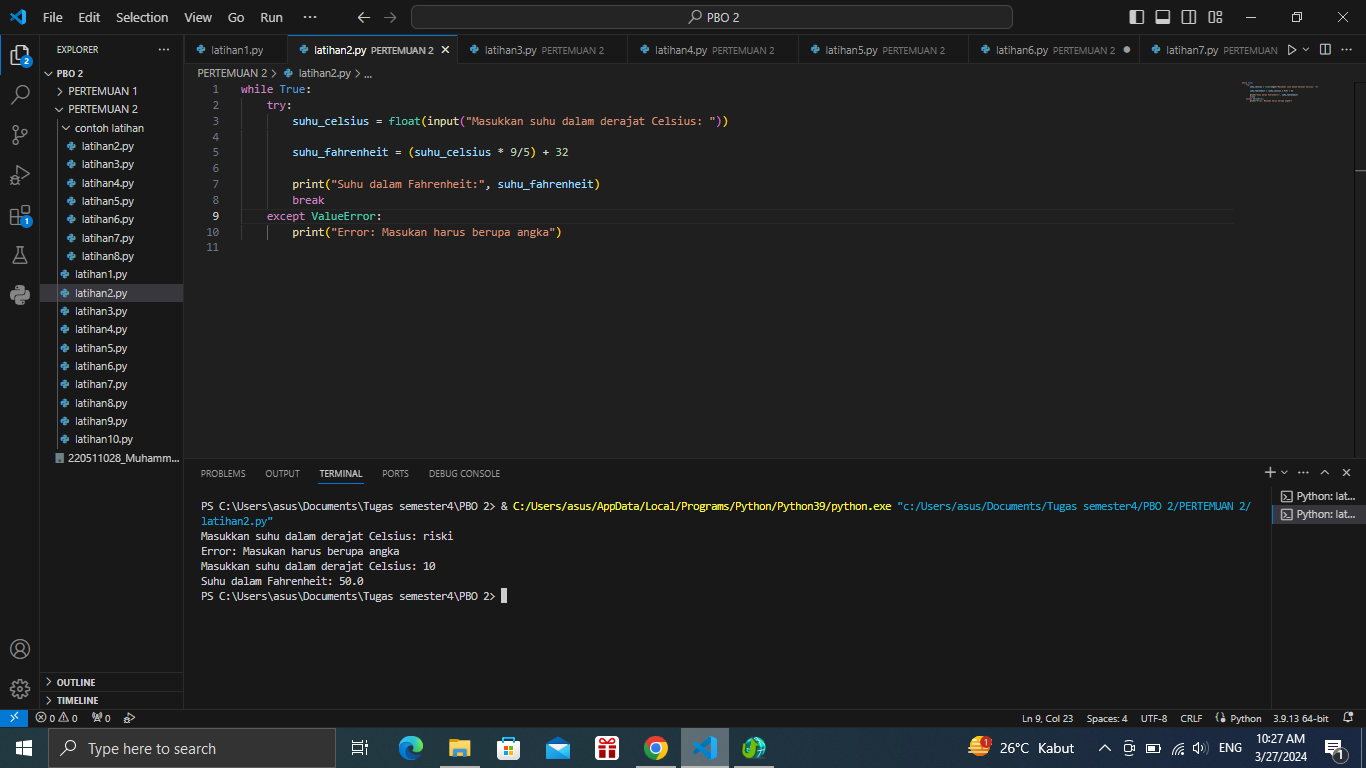 File Edit Selection View Go Run ··· PBO 2
EXPLORER ···
PBO 2
PERTEMUAN 1
PERTEMUAN 2
contoh latihan
latihan2.py
latihan3.py
latihan4.py
latihan5.py
latihan6.py
latihan7.py
latihan8.py
latihan1.py
latihan2.py
latihan3.py
latihan4.py
latihan5.py
latihan6.py
latihan7.py
latihan8.py
latihan9.py
latihan10.py
220511028_Muhamm...
OUTLINE
TIMELINE
2
1
latihan1.py latihan2.py PERTEMUAN 2 latihan3.py PERTEMUAN 2 latihan4.py PERTEMUAN 2 latihan5.py PERTEMUAN 2 latihan6.py PERTEMUAN 2 latihan7.py PERTEMUAN
PERTEMUAN 2 > latihan2.py > ...
1 while True:
2 try:
3 suhu_celsius = float(input("Masukkan suhu dalam derajat Celsius: "))
4
5 suhu_fahrenheit = (suhu_celsius * 9/5) + 32
6
7 print("Suhu dalam Fahrenheit:", suhu_fahrenheit)
8 break
9 except ValueError:
10 print("Error: Masukan harus berupa angka")
11
PROBLEMS OUTPUT TERMINAL PORTS DEBUG CONSOLE
PS C:\Users\asus\Documents\Tugas semester4\PBO 2> & C:/Users/asus/AppData/Local/Programs/Python/Python39/python.exe "c:/Users/asus/Documents/Tugas semester4/PBO 2/PERTEMUAN 2/
latihan2.py"
Masukkan suhu dalam derajat Celsius: riski
Error: Masukan harus berupa angka
Masukkan suhu dalam derajat Celsius: 10
Suhu dalam Fahrenheit: 50.0
PS C:\Users\asus\Documents\Tugas semester4\PBO 2>
Python: lat...
Python: lat...
0 0 0 Ln 9, Col 23 Spaces: 4 UTF-8 CRLF Python 3.9.13 64-bit
Type here to search 1 26°C Kabut ENG 10:27 AM
3/27/2024 1